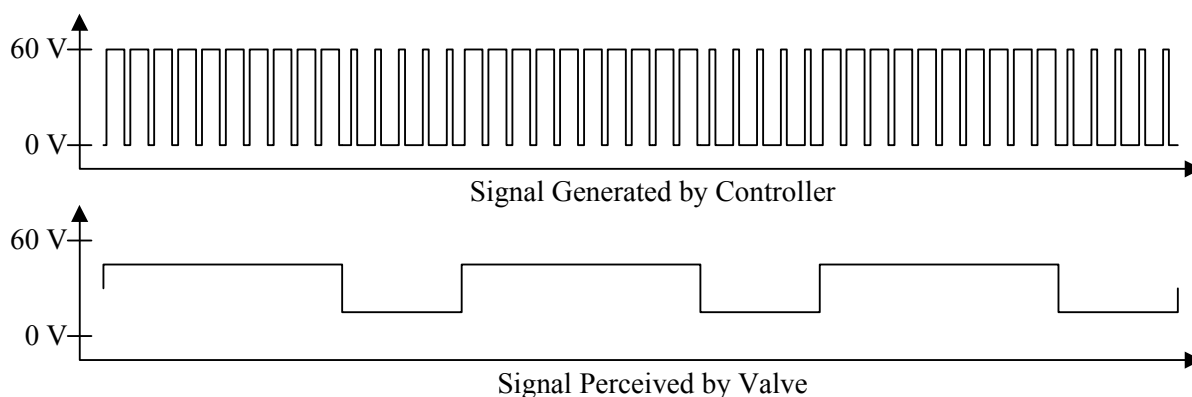 60 V
0 V
Signal Generated by Controller
60 V
0 V
Signal Perceived by Valve